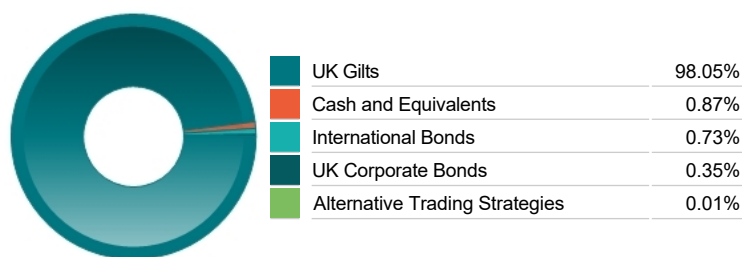 UK Gilts 98.05%
Cash and Equivalents 0.87%
International Bonds 0.73%
UK Corporate Bonds 0.35%
Alternative Trading Strategies 0.01%